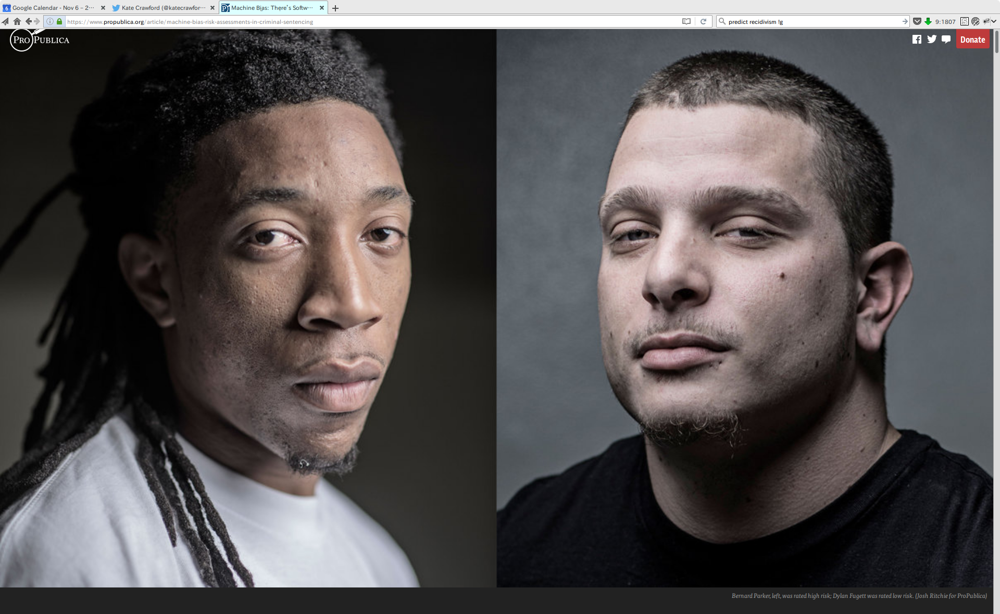 Google Calendar - Nov 6 – 2···
Kate Crawford (@katecrawfor···
Machine Bias: There's Softw···
https://www.propublica.org/article/machine-bias-risk-assessments-in-criminal-sentencing
predict recidivism !g
9:1807
PROPUBLICA
Donate
Bernard Parker, left, was rated high risk; Dylan Fugett was rated low risk. (Josh Ritchie for ProPublica)